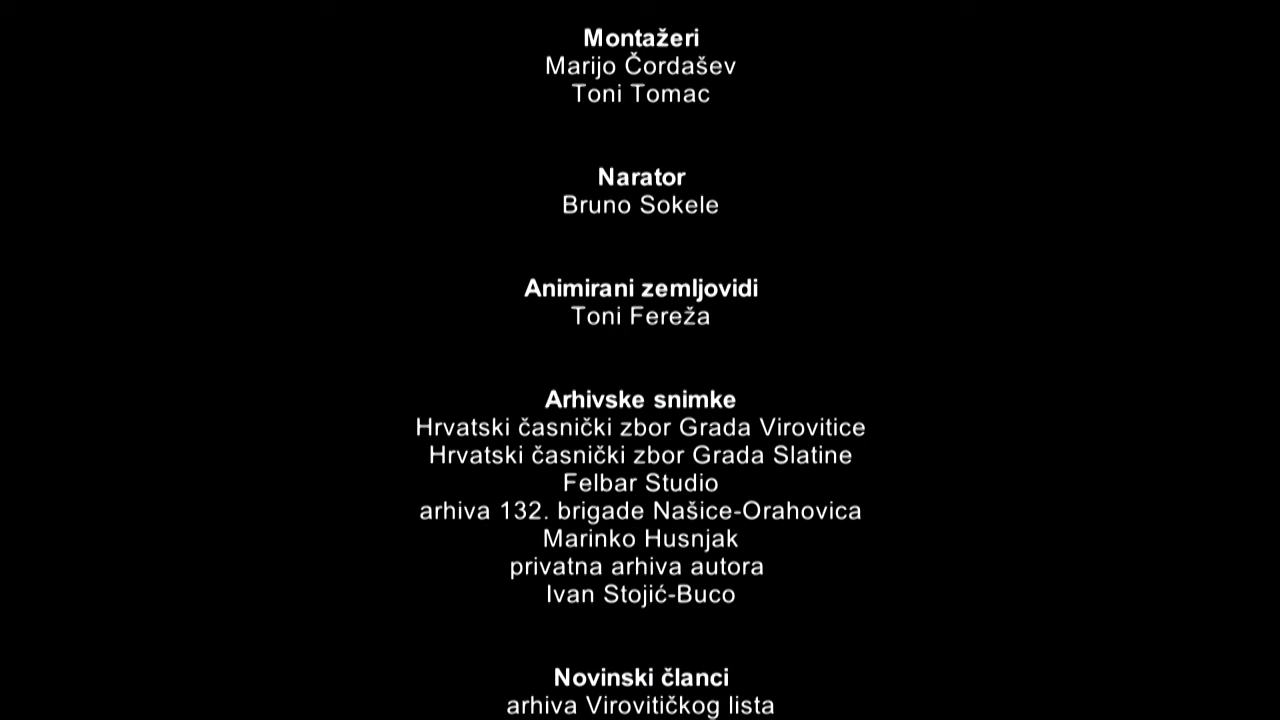 Montažeri
Marijo Čordašev
Toni Tomac
Narator
Bruno Sokele
Animirani zemljovidi
Toni Fereža
Arhivske snimke
Hrvatski časnički zbor Grada Virovitice
Hrvatski časnički zbor Grada Slatine
Felbar Studio
arhiva 132. brigade Našice-Orahovica
Marinko Husnjak
privatna arhiva autora
Ivan Stojić-Buco
Novinski članci
arhiva Virovitičkog lista